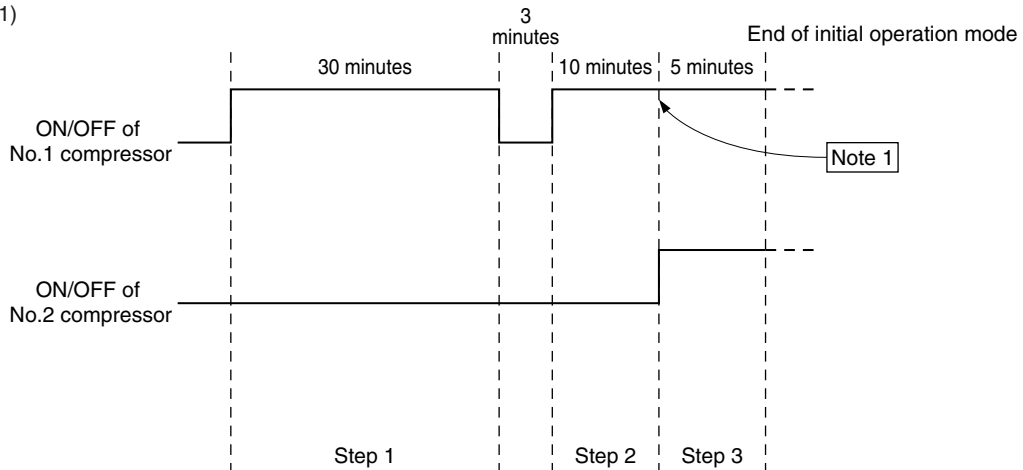 1)
3
minutes
End of initial operation mode
30 minutes
10 minutes
5 minutes
ON/OFF of
No.1 compressor
Note 1
ON/OFF of
No.2 compressor
Step 1
Step 2
Step 3